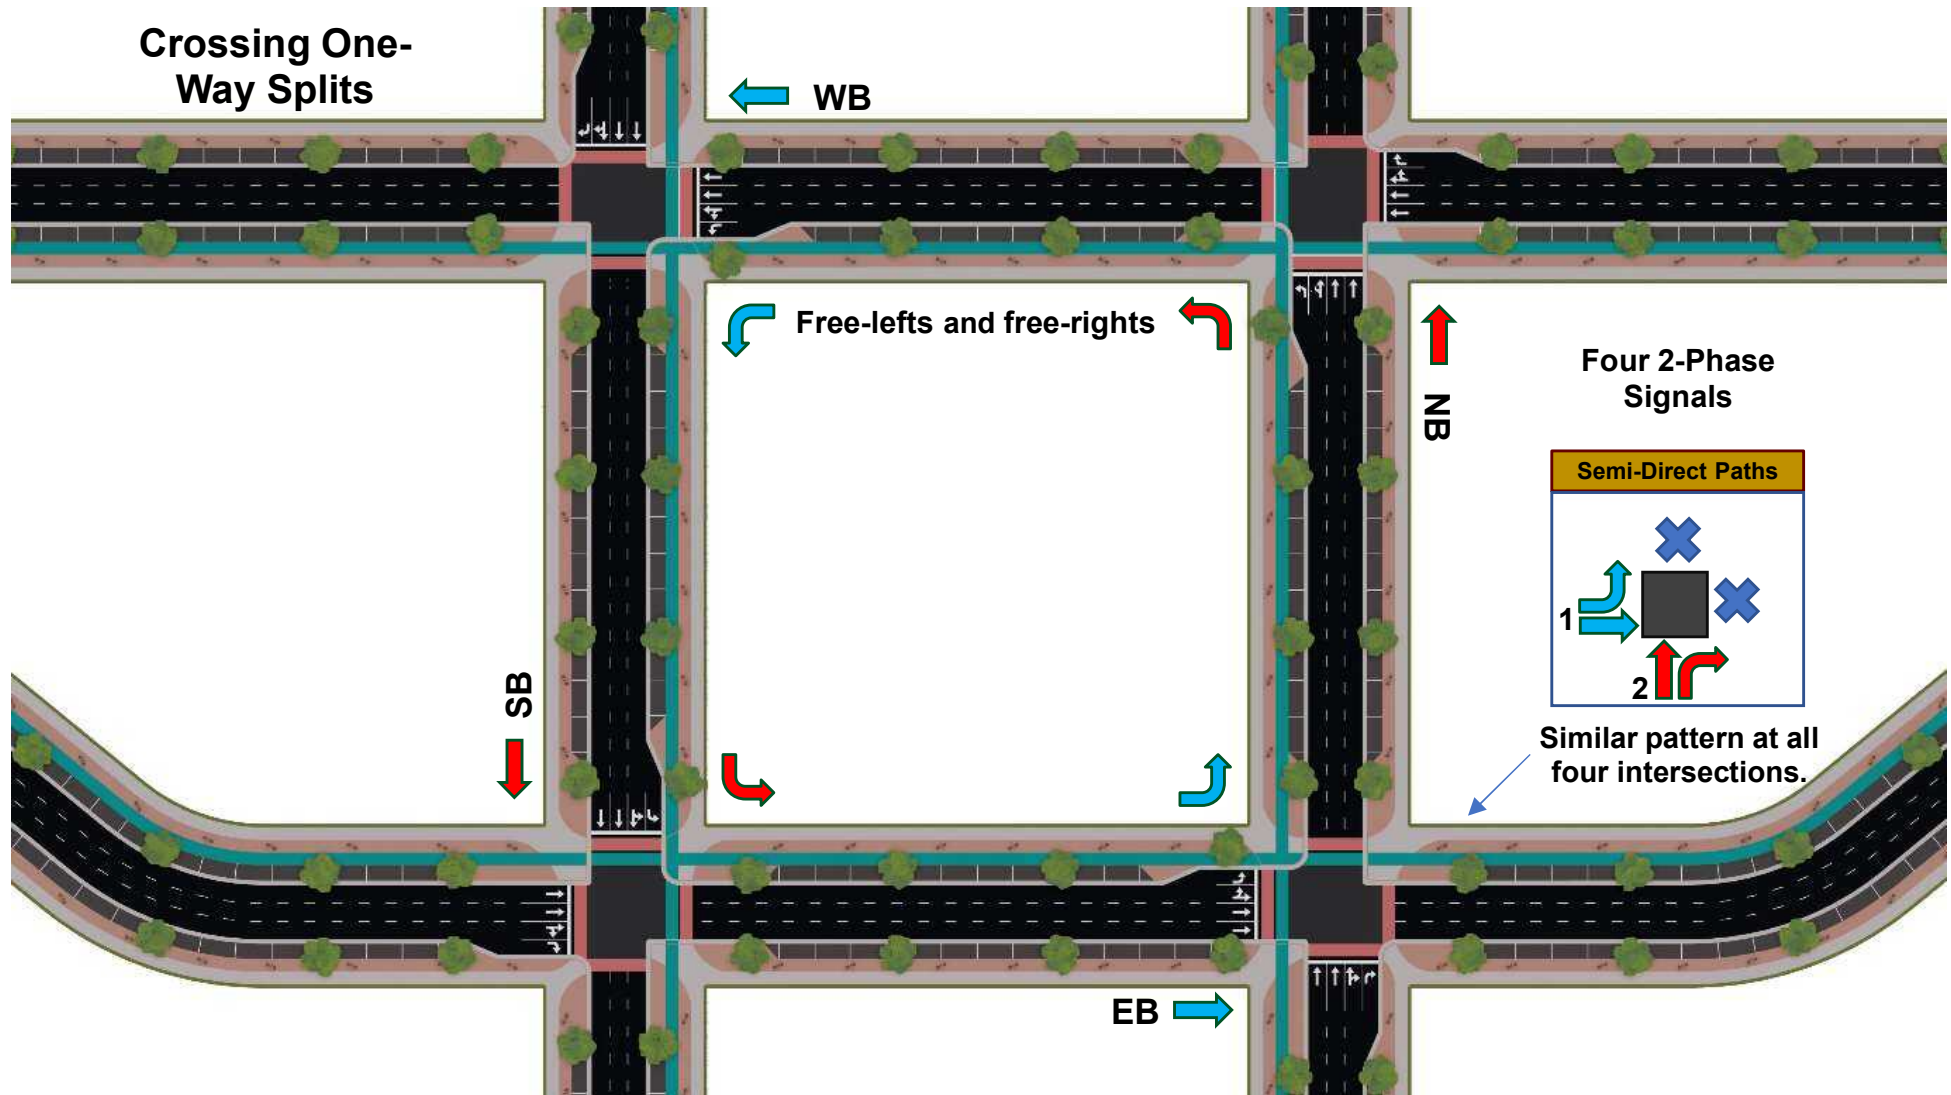 Crossing One-
Way Splits
WB
Free-lefts and free-rights
NB
Four 2-Phase
Signals
Semi-Direct Paths
1
2
SB
Similar pattern at all
four intersections.
EB